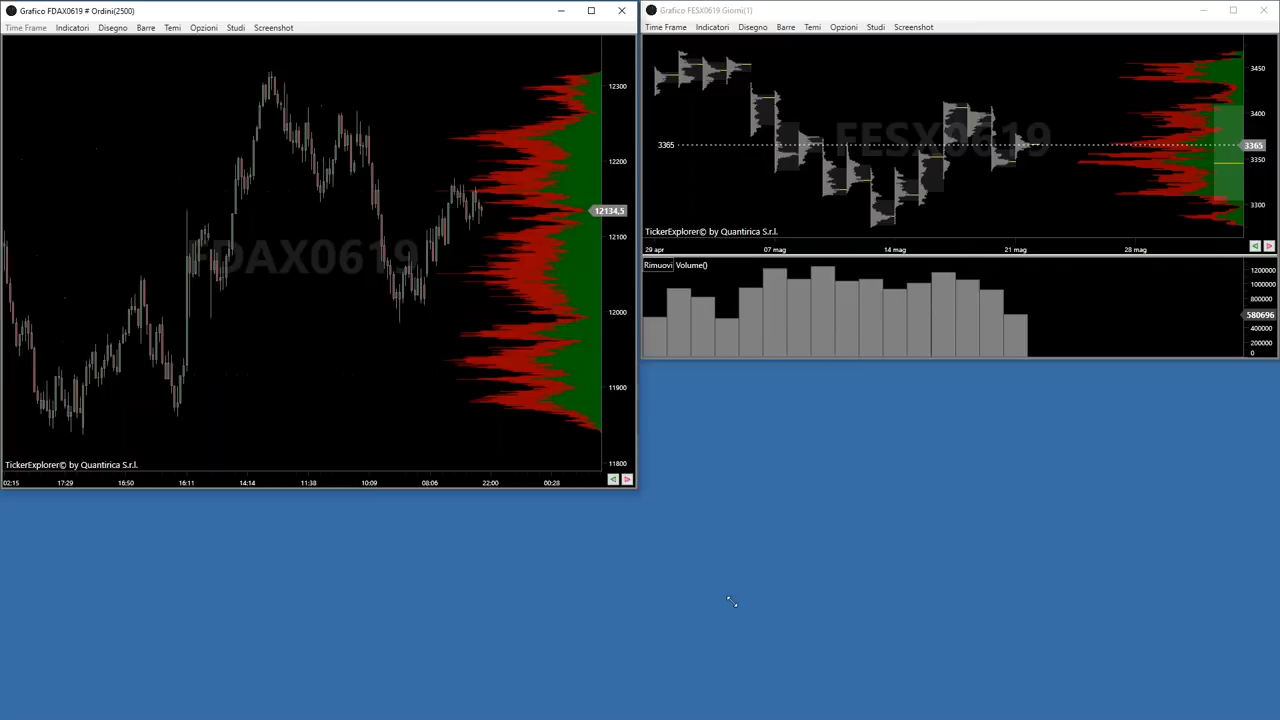 Grafico FDAX0619 # Ordini(2500)
Time Frame Indicatori Disegno Barre Temi Opzioni Studi Screenshot
FDAX0619
12300
12200
12134,5
12100
12000
11900
11800
TickerExplorer© by Quantirica S.r.l.
02:15 17:29 16:50 16:11 14:14 11:38 10:09 08:06 22:00 00:28
Grafico FESX0619 Giorni(1)
Time Frame Indicatori Disegno Barre Temi Opzioni Studi Screenshot
FESX0619
3450
3400
3365 3365
3350
3300
TickerExplorer© by Quantirica S.r.l.
29 apr 07 mag 14 mag 21 mag 28 mag
Rimuovi Volume()
1200000
1000000
800000
580696
400000
200000
0